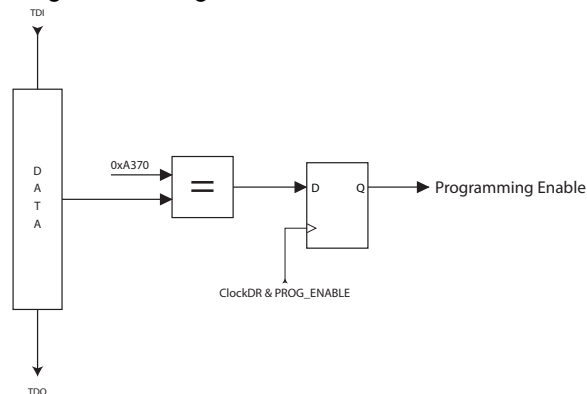 TDI
D
A
T
A
0xA370
=
D
Q
Programming Enable
ClockDR & PROG_ENABLE
TDO